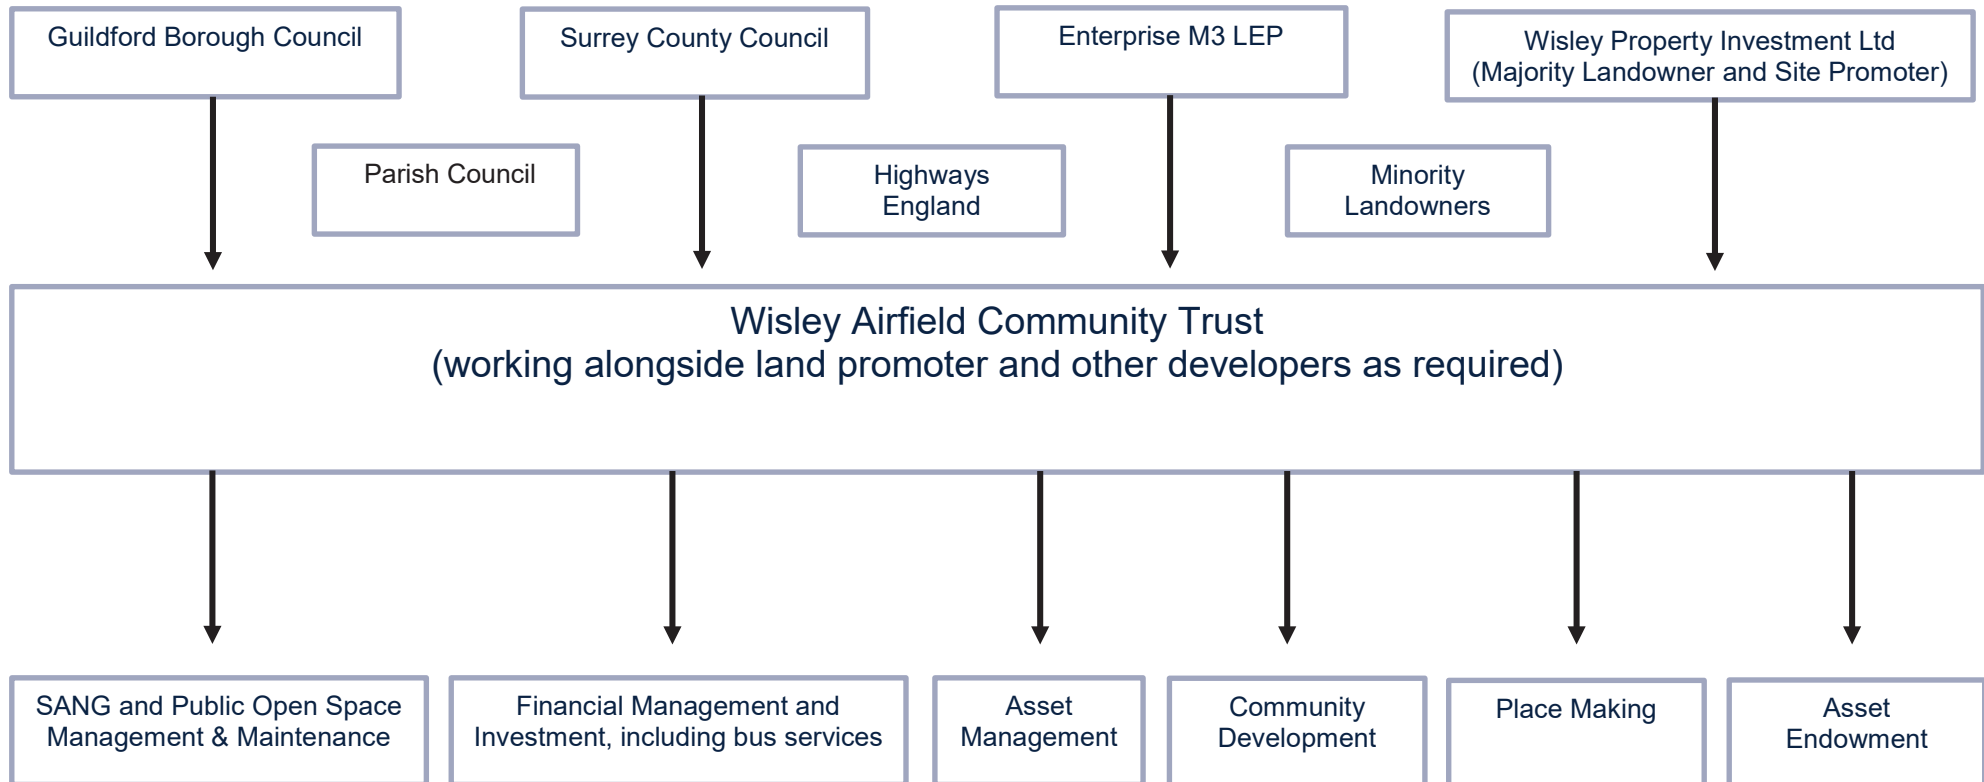 Guildford Borough Council
Surrey County Council
Enterprise M3 LEP
Wisley Property Investment Ltd
(Majority Landowner and Site Promoter)
Parish Council
Highways
England
Minority
Landowners
Wisley Airfield Community Trust
(working alongside land promoter and other developers as required)
SANG and Public Open Space
Management & Maintenance
Financial Management and
Investment, including bus services
Asset
Management
Community
Development
Place Making
Asset
Endowment